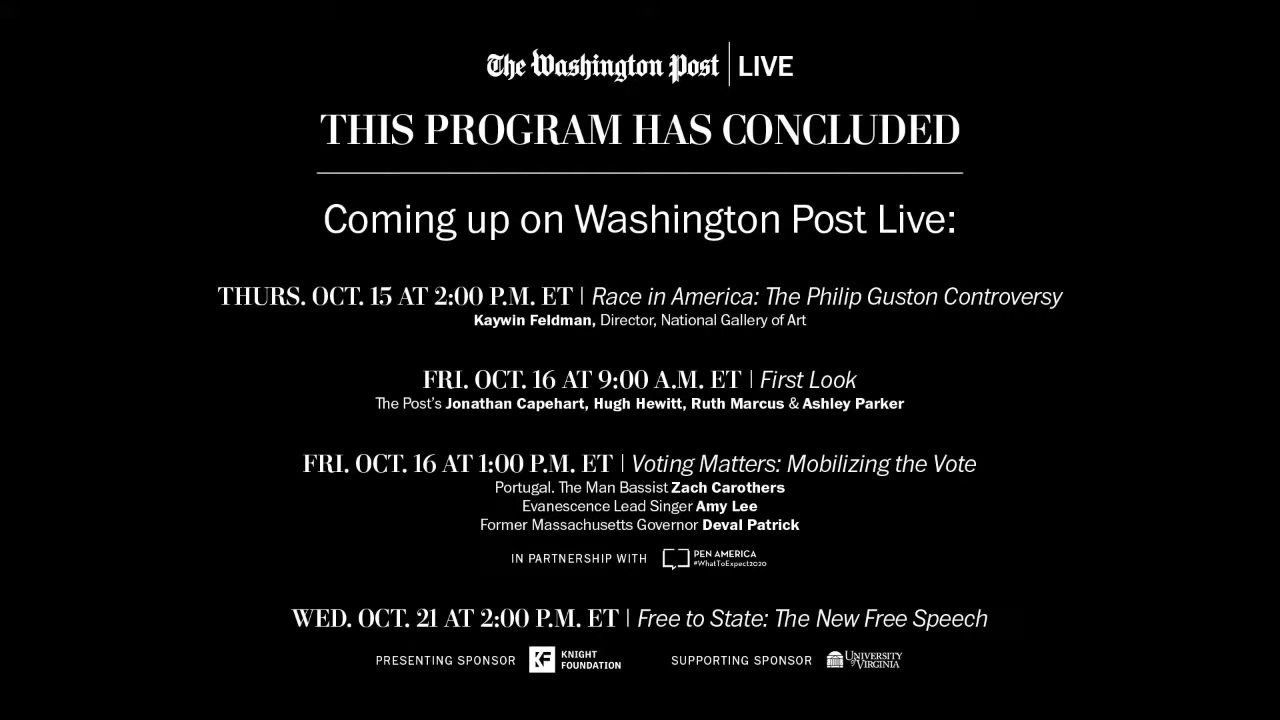 The Washington Post | LIVE
THIS PROGRAM HAS CONCLUDED
Coming up on Washington Post Live:
THURS. OCT. 15 AT 2:00 P.M. ET | Race in America: The Philip Guston Controversy
Kaywin Feldman, Director, National Gallery of Art
FRI. OCT. 16 AT 9:00 A.M. ET | First Look
The Post's Jonathan Capehart, Hugh Hewitt, Ruth Marcus & Ashley Parker
FRI. OCT. 16 AT 1:00 P.M. ET | Voting Matters: Mobilizing the Vote
Portugal. The Man Bassist Zach Carothers
Evanescence Lead Singer Amy Lee
Former Massachusetts Governor Deval Patrick
IN PARTNERSHIP WITH PEN AMERICA
#WhatToExpect2020
WED. OCT. 21 AT 2:00 P.M. ET | Free to State: The New Free Speech
PRESENTING SPONSOR KNIGHT FOUNDATION SUPPORTING SPONSOR UNIVERSITY of VIRGINIA